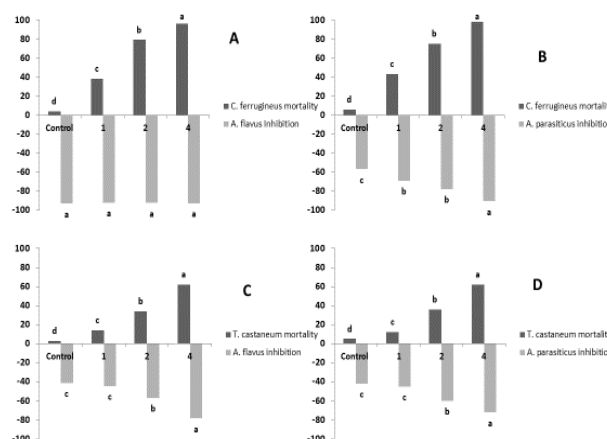 100
80
60
40
20
0
-20
-40
-60
-80
-100
d
c
b
a
Control
1
2
4
a
a
a
a
A
C. ferrugineus mortality
A. flavus inhibition
100
80
60
40
20
0
-20
-40
-60
-80
-100
d
c
b
a
Control
1
2
4
c
b
b
a
B
C. ferrugineus mortalit
A. parasiticus inhibitio
100
80
60
40
20
0
-20
-40
-60
-80
-100
d
c
b
a
Control
1
2
4
c
c
b
a
C
T. castaneum mortality
A. flavus inhibition
100
80
60
40
20
0
-20
-40
-60
-80
-100
d
c
b
a
Control
1
2
4
c
c
b
a
D
T. castaneum mortality
A. parasiticus inhibition